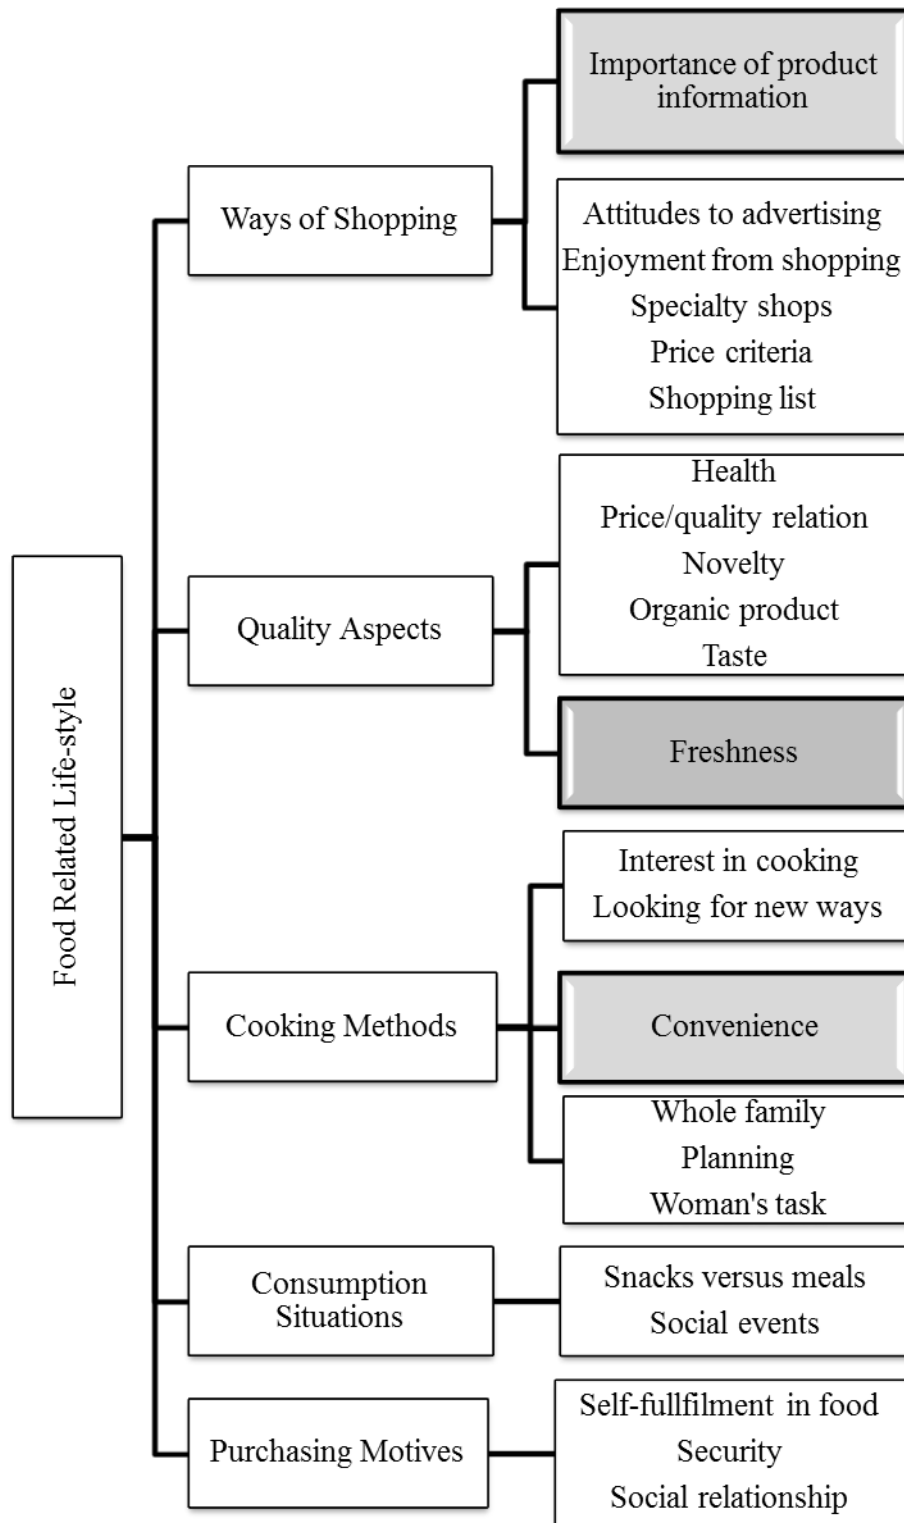 Food Related Life-style
Ways of Shopping
Importance of product
information
Attitudes to advertising
Enjoyment from shopping
Specialty shops
Price criteria
Shopping list
Quality Aspects
Health
Price/quality relation
Novelty
Organic product
Taste
Freshness
Cooking Methods
Interest in cooking
Looking for new ways
Convenience
Whole family
Planning
Woman's task
Consumption
Situations
Snacks versus meals
Social events
Purchasing Motives
Self-fullfilment in food
Security
Social relationship